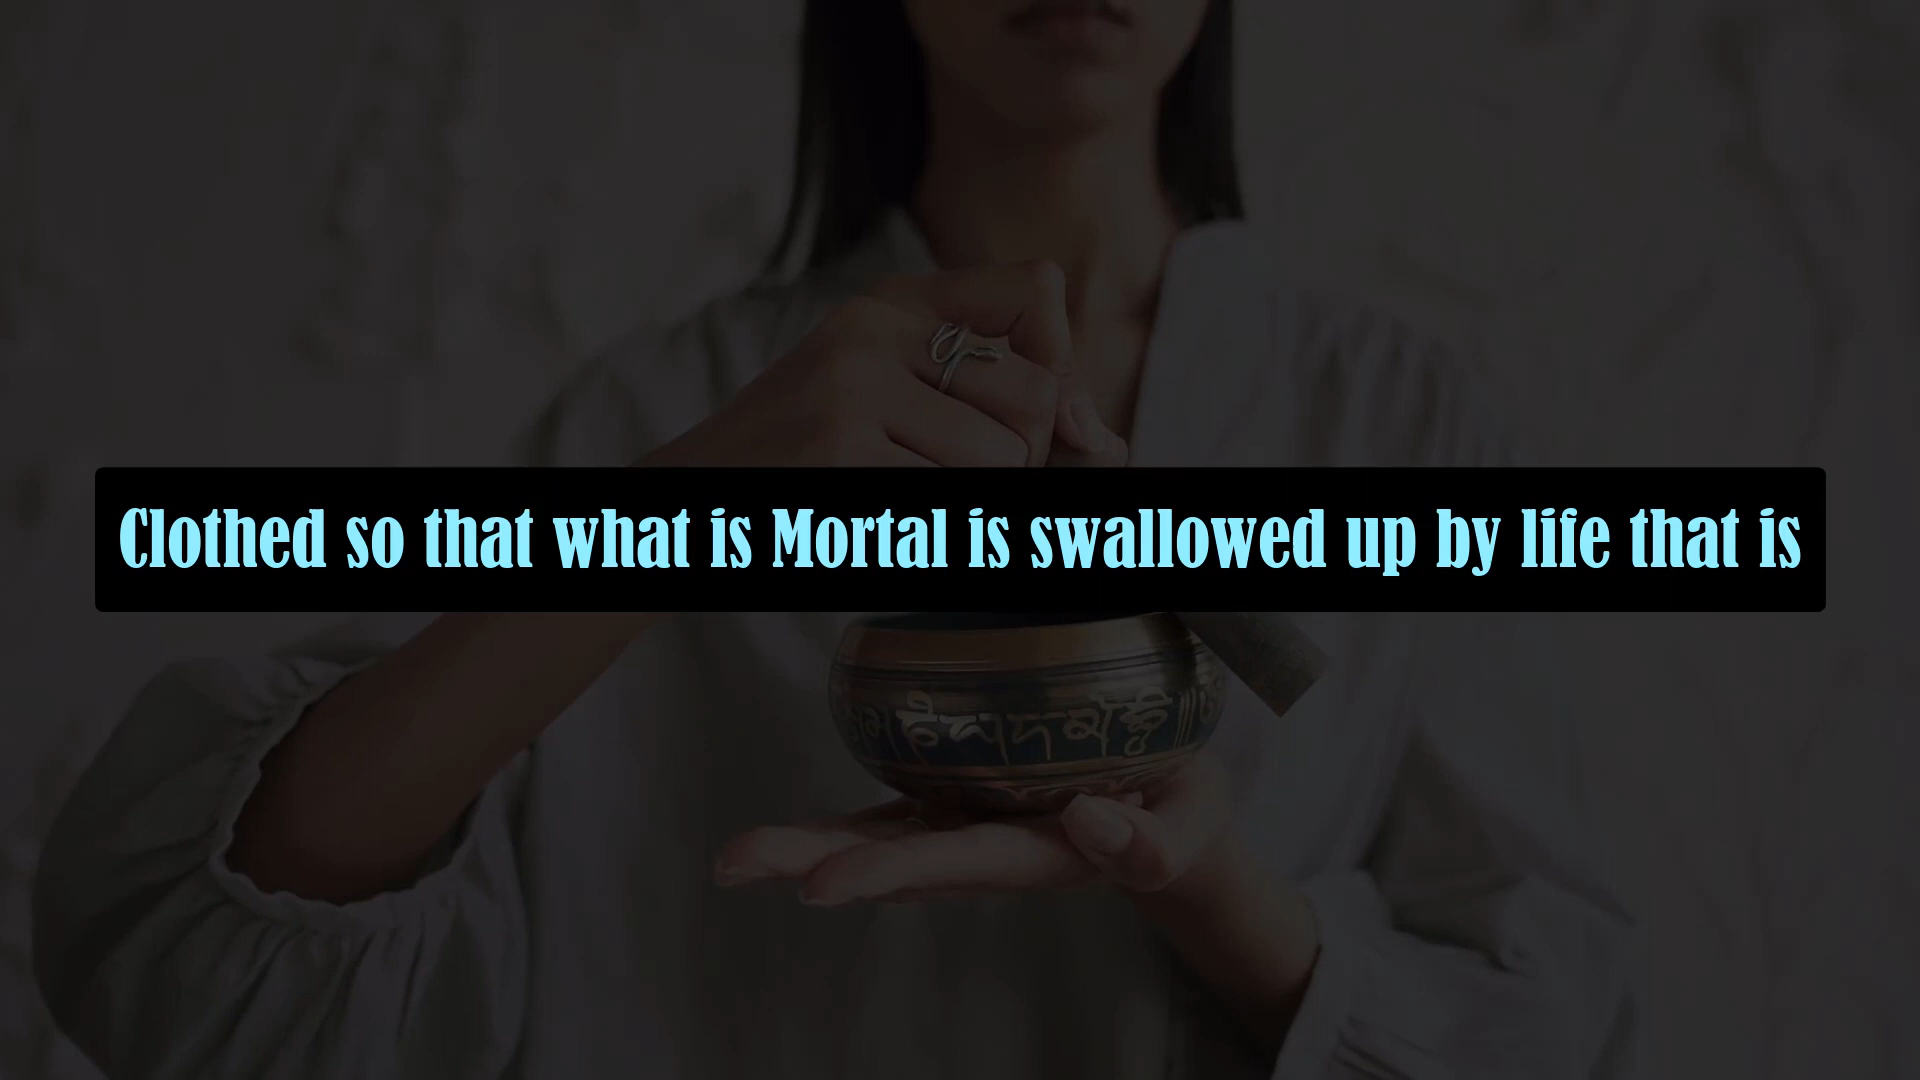 Clothed so that what is Mortal is swallowed up by life that is